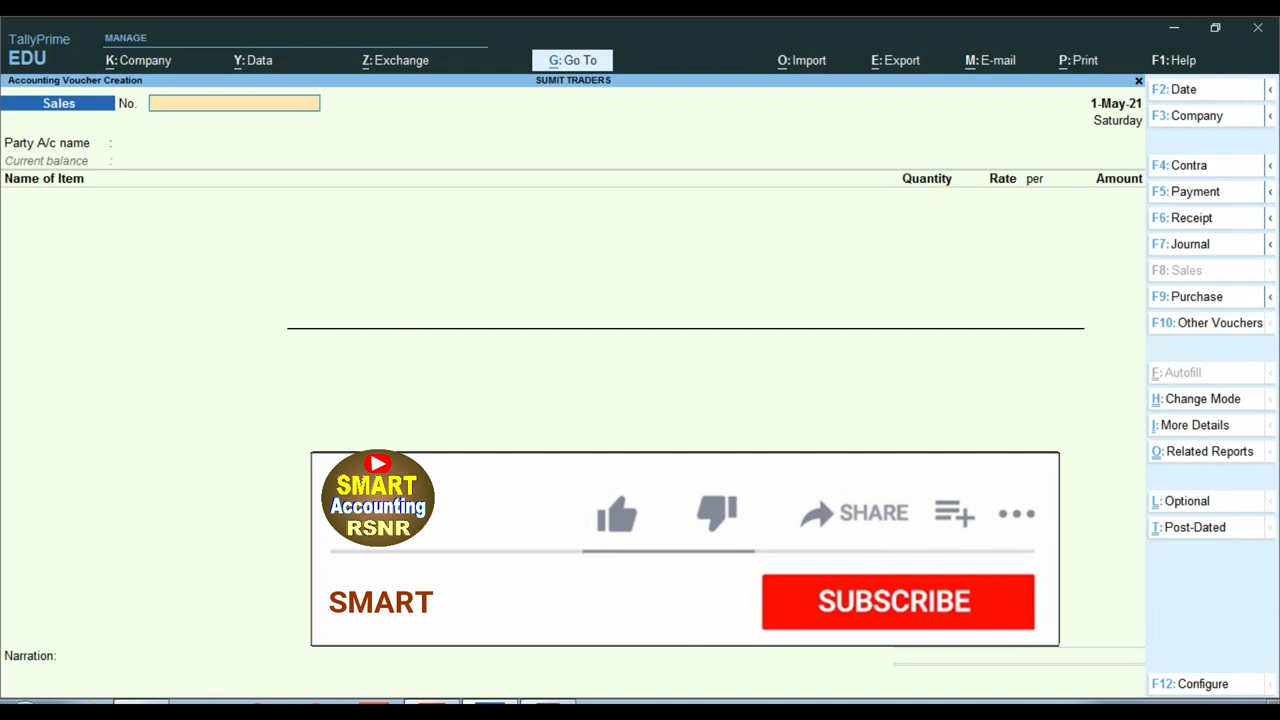 TallyPrime
EDU
MANAGE
K: Company
Y: Data
Z: Exchange
G: Go To
O: Import
E: Export
M: E-mail
P: Print
F1: Help
Accounting Voucher Creation
SUMIT TRADERS
Sales
No.
1-May-21
Saturday
Party A/c name :
Current balance :
Name of Item
Quantity
Rate per
Amount
F2: Date
F3: Company
F4: Contra
F5: Payment
F6: Receipt
F7: Journal
F8: Sales
F9: Purchase
F10: Other Vouchers
F: Autofill
H: Change Mode
I: More Details
O: Related Reports
L: Optional
T: Post-Dated
F12: Configure
SMART
Accounting
RSNR
SHARE
SMART
SUBSCRIBE
Narration: